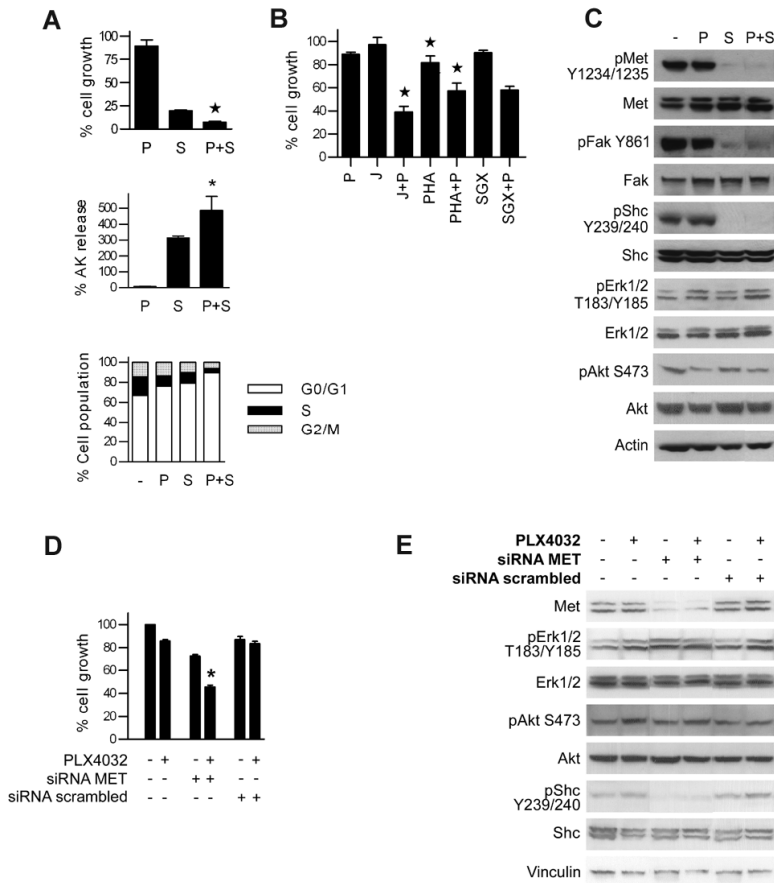 A
% cell growth
100
75
50
25
0
★
P S P+S
% AK release
500
400
300
200
100
0
*
P S P+S
% Cell population
100
80
60
40
20
0
- P S P+S
G0/G1
S
G2/M
B
% cell growth
100
80
60
40
20
0
★ ★ ★
P J J+P PHA PHA+P SGX SGX+P
C
- P S P+S
pMet
Y1234/1235
Met
pFak Y861
Fak
pShc
Y239/240
Shc
pErk1/2
T183/Y185
Erk1/2
pAkt S473
Akt
Actin
D
% cell growth
100
80
60
40
20
0
*
PLX4032 - + - + - +
siRNA MET - - + + - -
siRNA scrambled - - - - + +
E
PLX4032 - + - + - +
siRNA MET - - + + - -
siRNA scrambled - - - - + +
Met
pErk1/2
T183/Y185
Erk1/2
pAkt S473
Akt
pShc
Y239/240
Shc
Vinculin